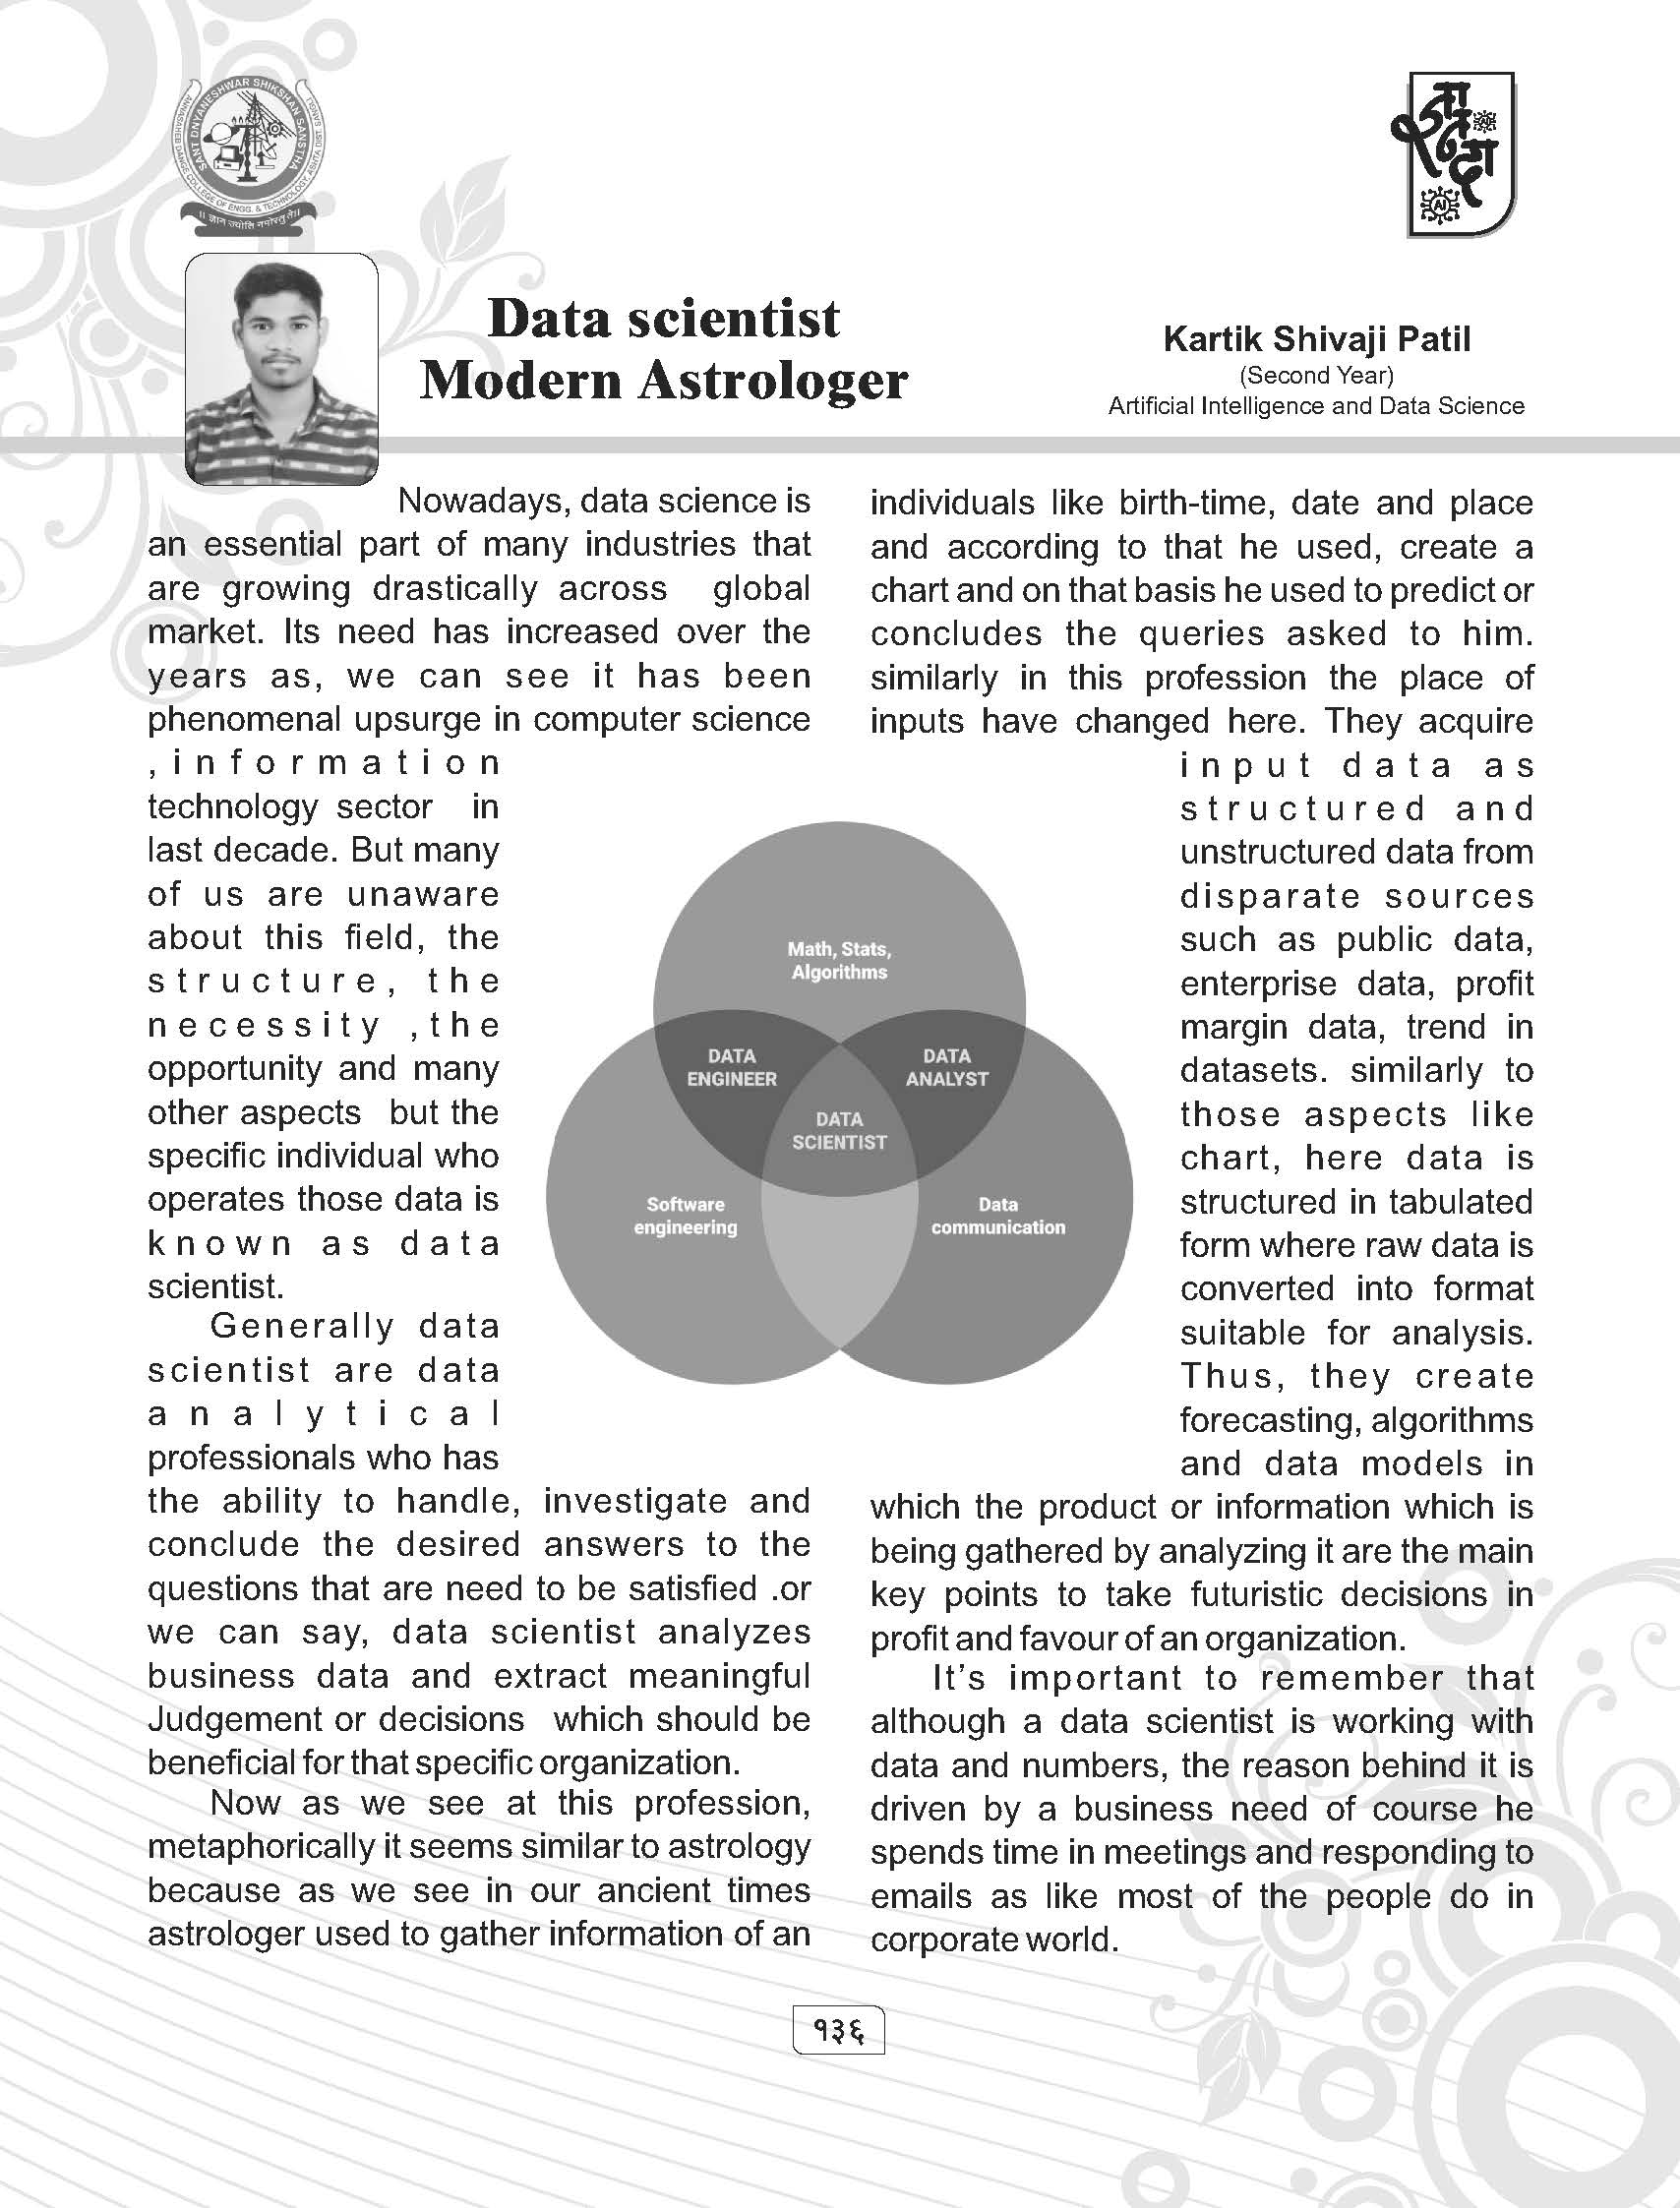 SANT DNYANESHWAR SHIKSHAN SANSTHA
ANNASAHEB DANGE COLLEGE OF ENGG. & TECHNOLOGY, ASHTA DIST. SANGLI
AI
AI
Data scientist
Modern Astrologer
Kartik Shivaji Patil
(Second Year)
Artificial Intelligence and Data Science
Nowadays, data science is
an essential part of many industries that
are growing drastically across global
market. Its need has increased over the
years as, we can see it has been
phenomenal upsurge in computer science
,information
technology sector in
last decade. But many
of us are unaware
about this field, the
structure, the
necessity ,the
opportunity and many
other aspects but the
specific individual who
operates those data is
known as data
scientist.
Generally data
scientist are data
analytical
professionals who has
the ability to handle, investigate and
conclude the desired answers to the
questions that are need to be satisfied .or
we can say, data scientist analyzes
business data and extract meaningful
Judgement or decisions which should be
beneficial for that specific organization.
Now as we see at this profession,
metaphorically it seems similar to astrology
because as we see in our ancient times
astrologer used to gather information of an
Math, Stats,
Algorithms
DATA
ENGINEER
DATA
ANALYST
DATA
SCIENTIST
Software
engineering
Data
communication
individuals like birth-time, date and place
and according to that he used, create a
chart and on that basis he used to predict or
concludes the queries asked to him.
similarly in this profession the place of
inputs have changed here. They acquire
input data as
structured and
unstructured data from
disparate sources
such as public data,
enterprise data, profit
margin data, trend in
datasets. similarly to
those aspects like
chart, here data is
structured in tabulated
form where raw data is
converted into format
suitable for analysis.
Thus, they create
forecasting, algorithms
and data models in
which the product or information which is
being gathered by analyzing it are the main
key points to take futuristic decisions in
profit and favour of an organization.
It's important to remember that
although a data scientist is working with
data and numbers, the reason behind it is
driven by a business need of course he
spends time in meetings and responding to
emails as like most of the people do in
corporate world.
१३६